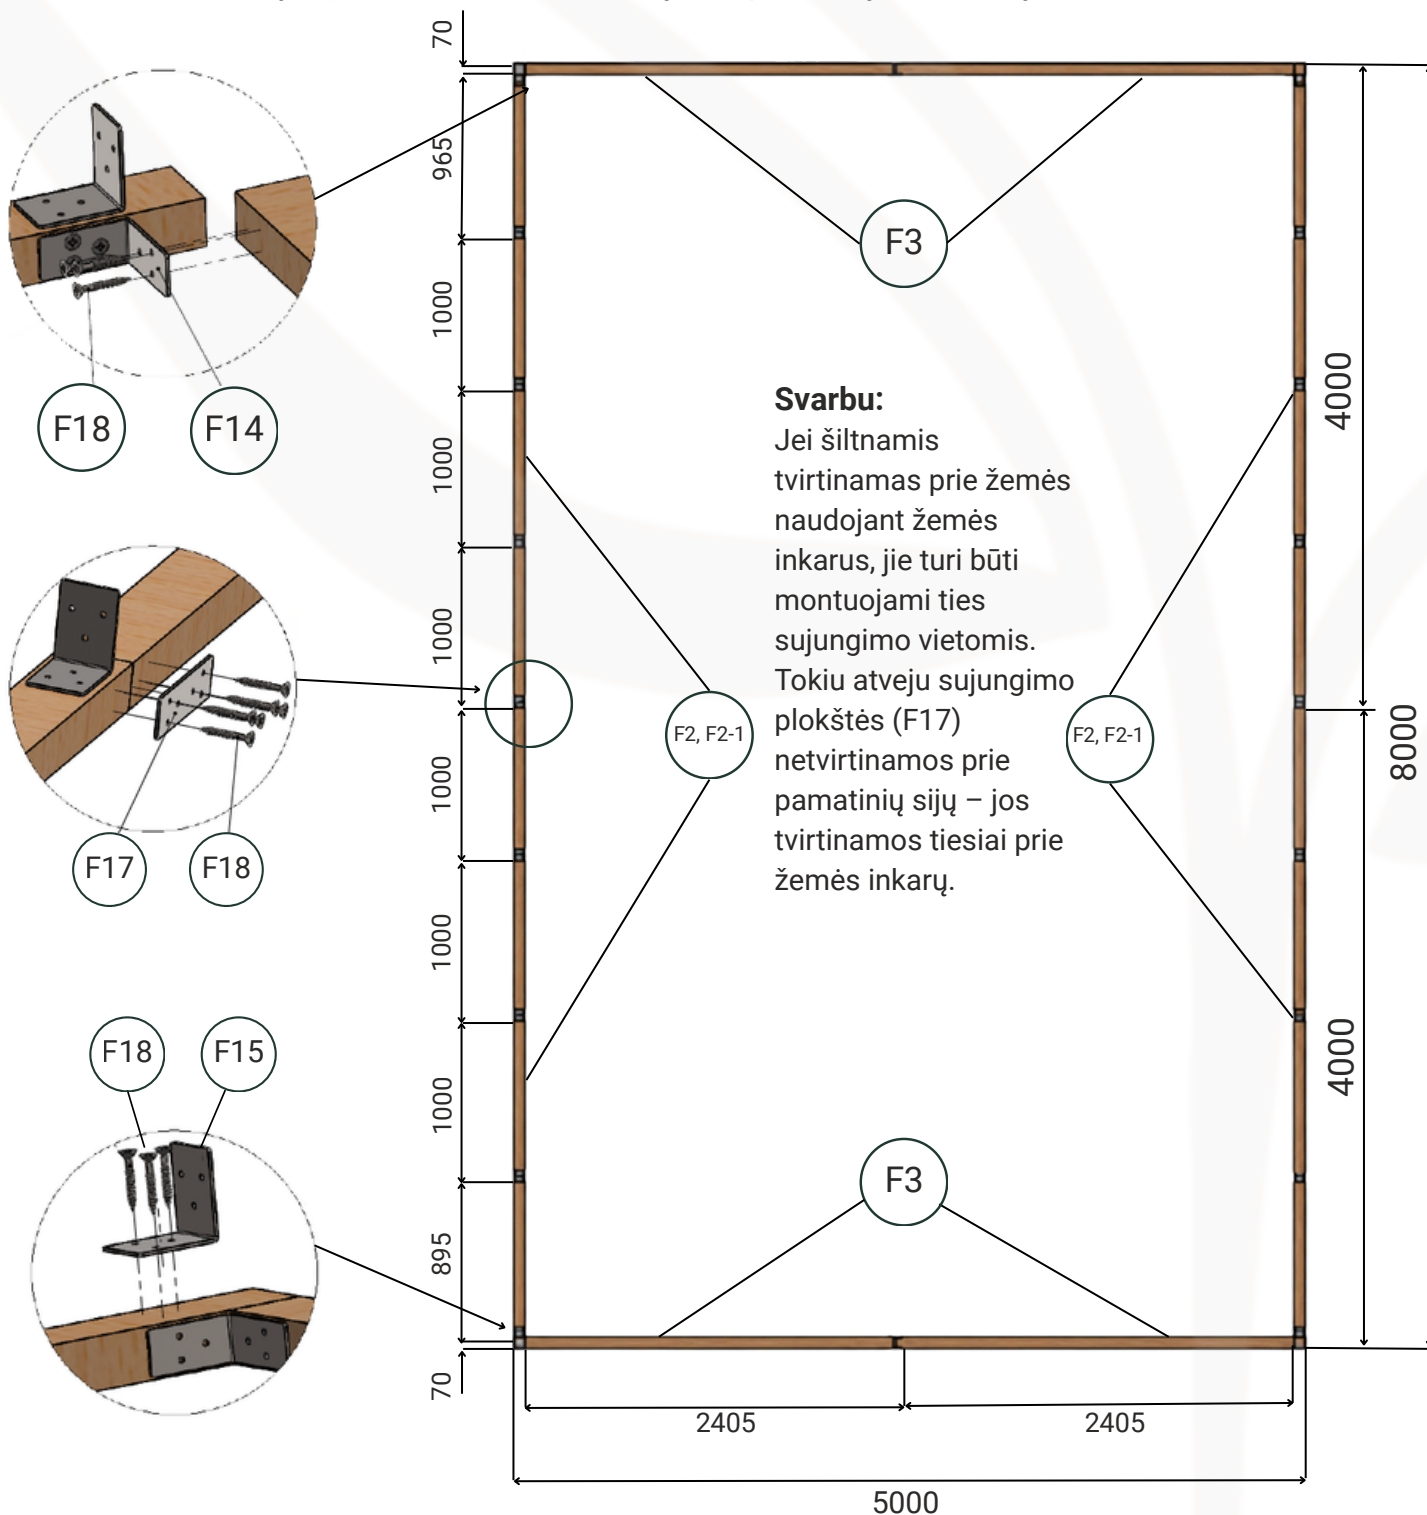 70
965
1000
1000
1000
1000
1000
1000
895
70
F18
F14
F17
F18
F18
F15
F3
F2, F2-1
F2, F2-1
F3
Svarbu:
Jei šiltnamis
tvirtinamas prie žemės
naudojant žemės
inkarus, jie turi būti
montuojami ties
sujungimo vietomis.
Tokiu atveju sujungimo
plokštės (F17)
netvirtinamos prie
pamatinių sijų – jos
tvirtinamos tiesiai prie
žemės inkarų.
4000
8000
4000
2405
2405
5000